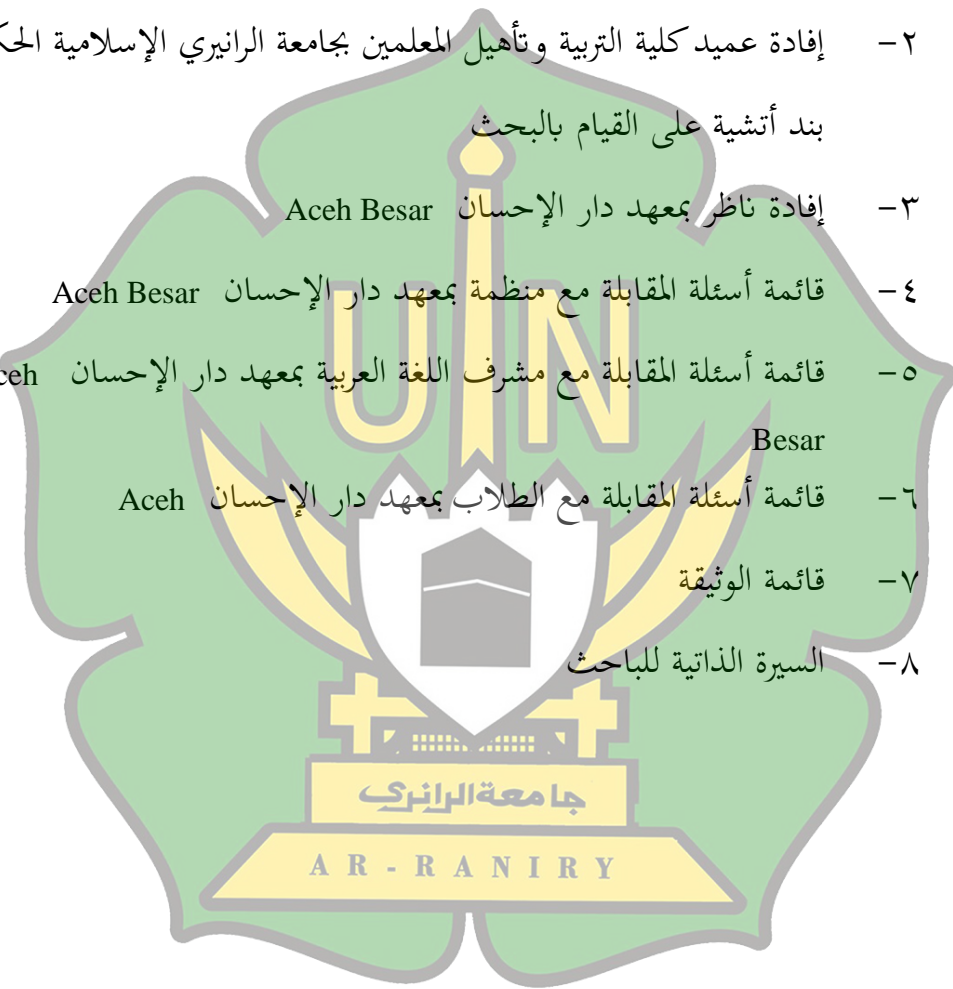 ٢- إفادة عميد كلية التربية وتأهيل المعلمين بجامعة الرانيري الإسلامية
بند أتشية على القيام بالبحث
٣- إفادة ناظر بمعهد دار الإحسان Aceh Besar
٤- قائمة أسئلة المقابلة مع منظمة بمعهد دار الإحسان Aceh Besar
٥- قائمة أسئلة المقابلة مع مشرف اللغة العربية بمعهد دار الإحسان
Besar
٦- قائمة أسئلة المقابلة مع الطلاب بمعهد دار الإحسان Aceh
٧- قائمة الوثيقة
٨- السيرة الذاتية للباحث
UIN
جامعة الرانري
AR-RANIRY